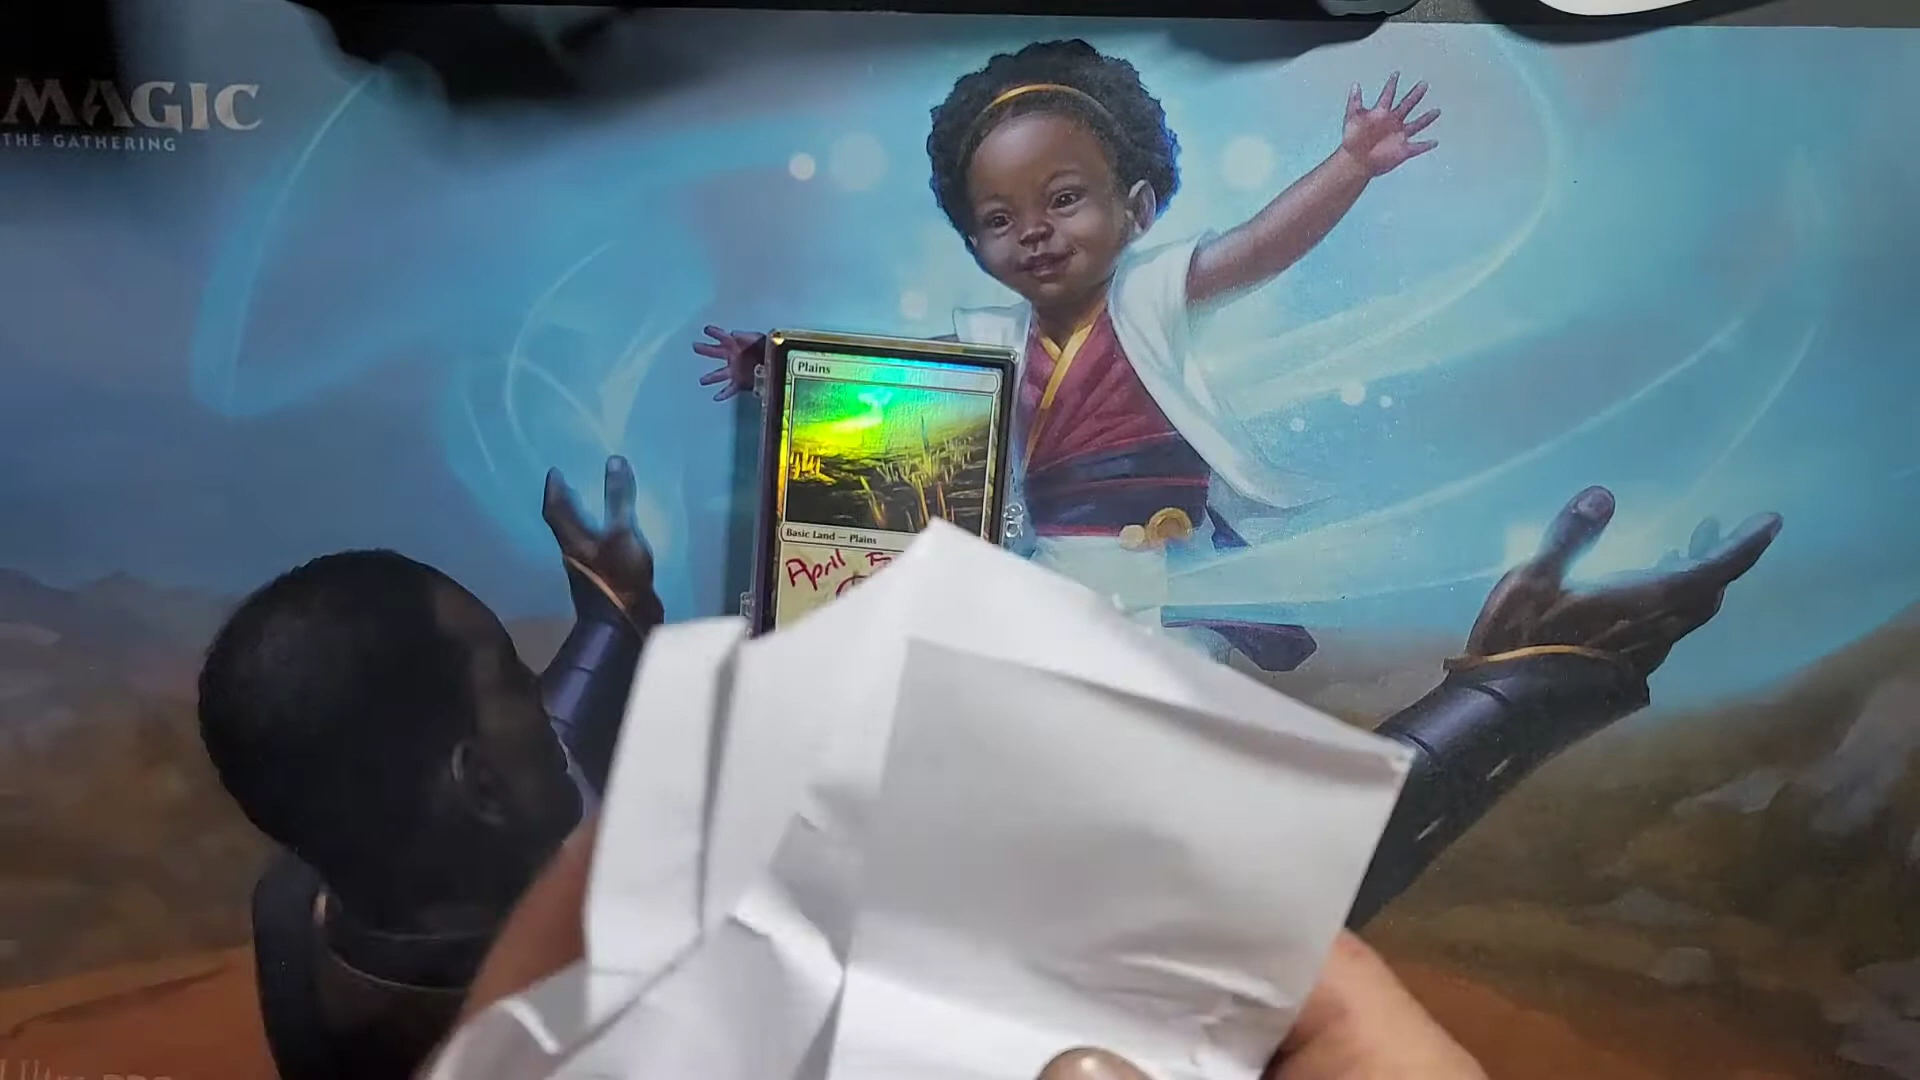 MAGIC
THE GATHERING
Plains
Basic Land — Plains
April